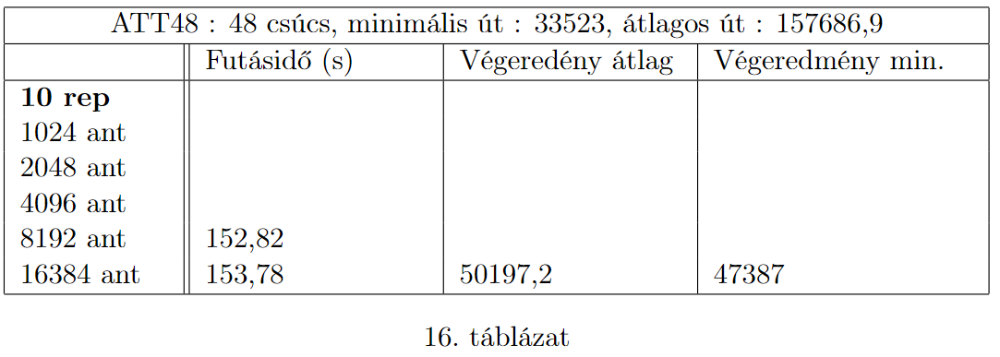 ATT48 : 48 csúcs, minimális út : 33523, átlagos út : 157686,9
Futásidő (s) Végeredény átlag Végeredmény min.
10 rep
1024 ant
2048 ant
4096 ant
8192 ant 152,82
16384 ant 153,78 50197,2 47387
16. táblázat